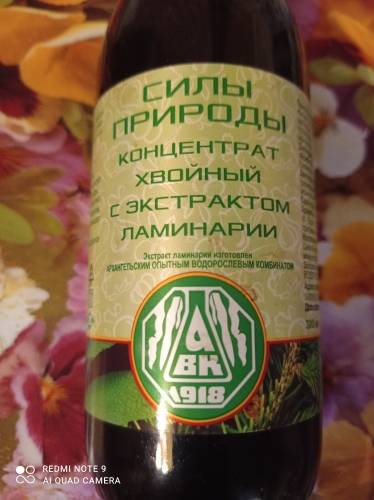 СИЛЫ
ПРИРОДЫ
КОНЦЕНТРАТ
ХВОЙНЫЙ
С ЭКСТРАКТОМ
ЛАМИНАРИИ
Экстракт ламинарии изготовлен
АРХАНГЕЛЬСКИМ ОПЫТНЫМ ВОДОРОСЛЕВЫМ КОМБИНАТОМ
А
ВК
1918
REDMI NOTE 9
AI QUAD CAMERA